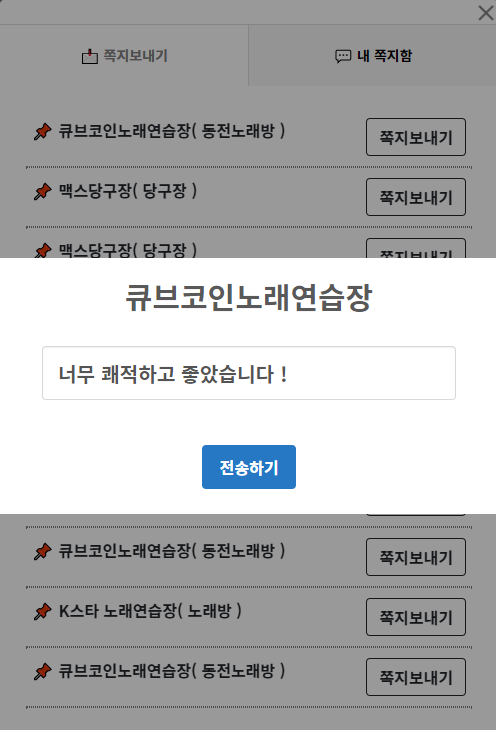 쪽지보내기
내 쪽지함
큐브코인노래연습장( 동전노래방 )
쪽지보내기
맥스당구장( 당구장 )
쪽지보내기
맥스당구장( 당구장 )
쪽지보내기
큐브코인노래연습장
너무 쾌적하고 좋았습니다 !
전송하기
큐브코인노래연습장( 동전노래방 )
쪽지보내기
K스타 노래연습장( 노래방 )
쪽지보내기
큐브코인노래연습장( 동전노래방 )
쪽지보내기